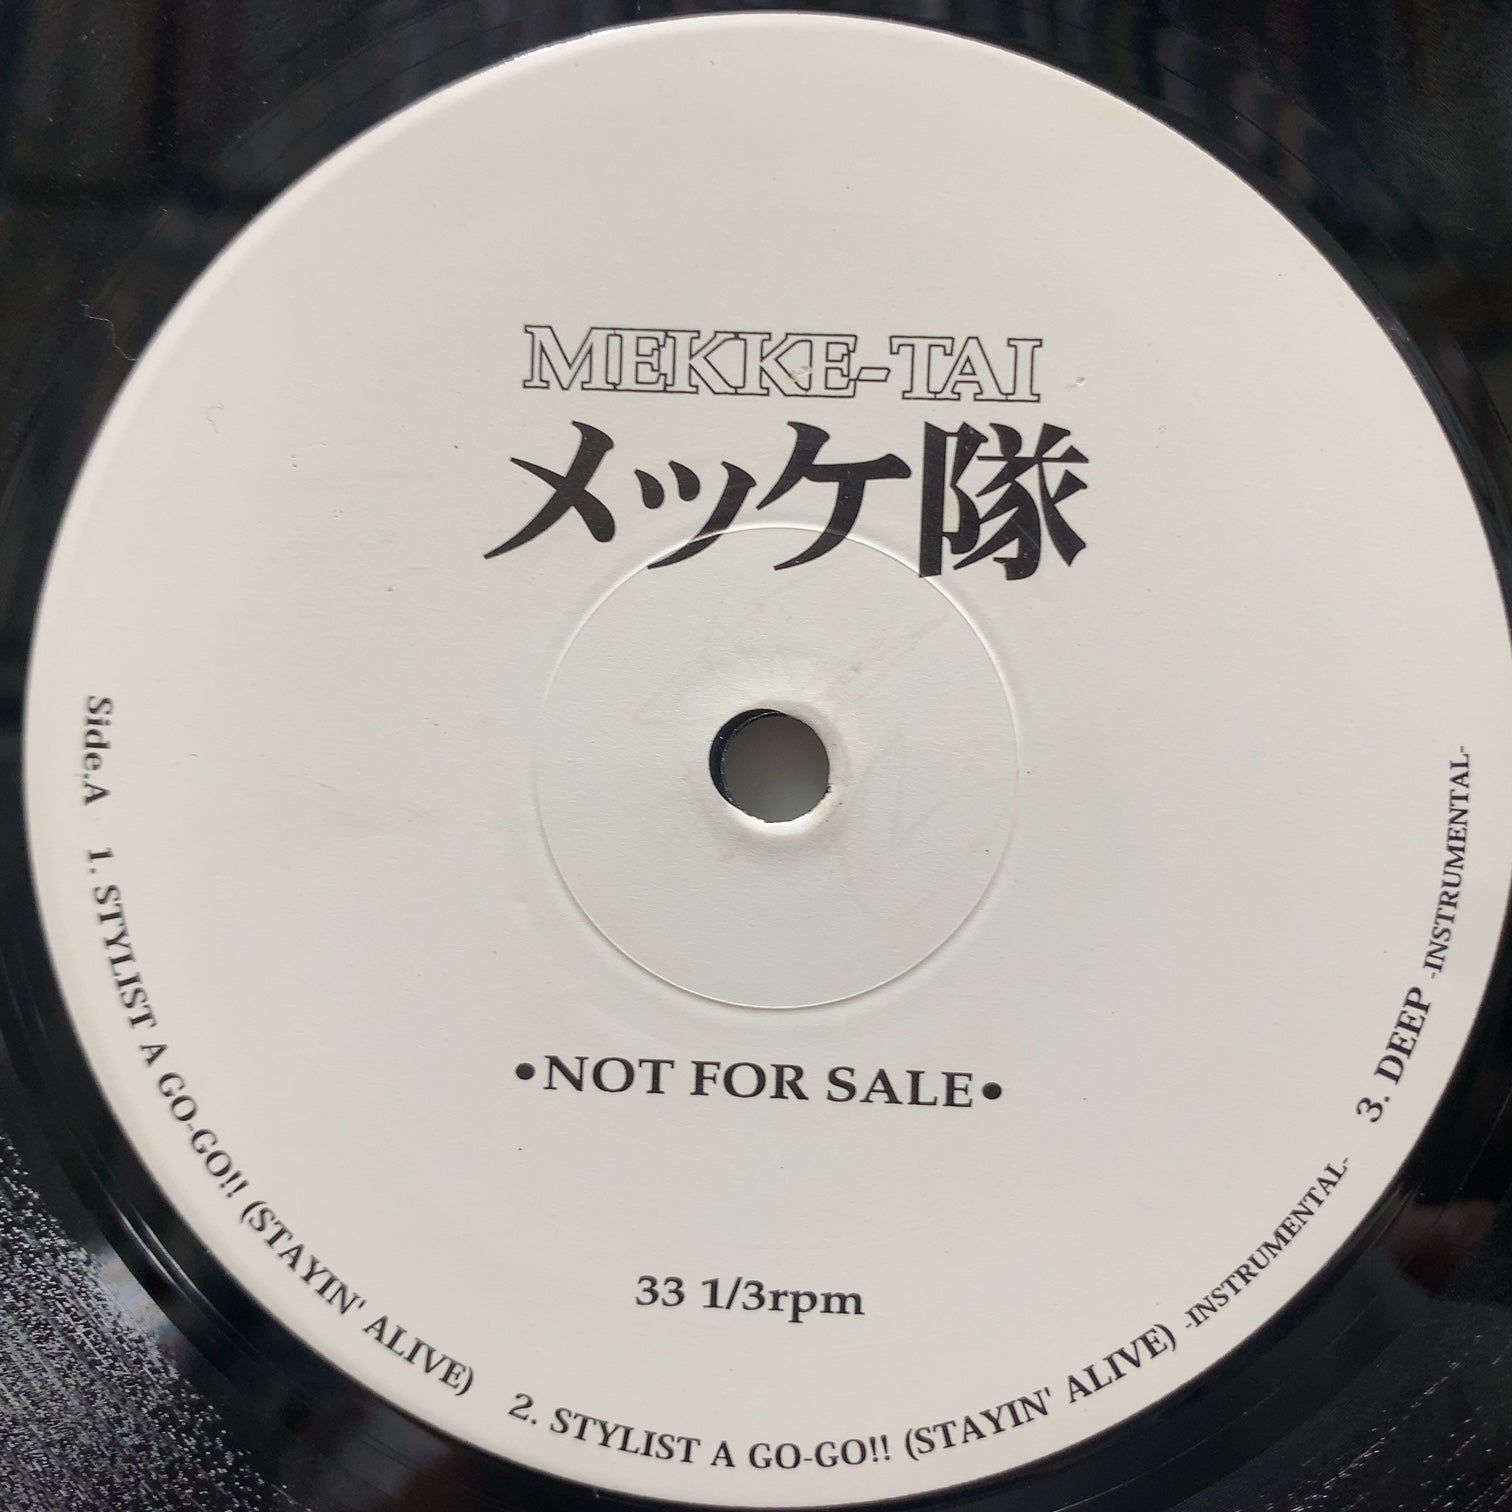 MEKKE-TAI
メッケ隊
•NOT FOR SALE•
33 1/3rpm
Side.A 1. STYLIST A GO-GO!! (STAYIN' ALIVE) 2. STYLIST A GO-GO!! (STAYIN' ALIVE) -INSTRUMENTAL- 3. DEEP -INSTRUMENTAL-